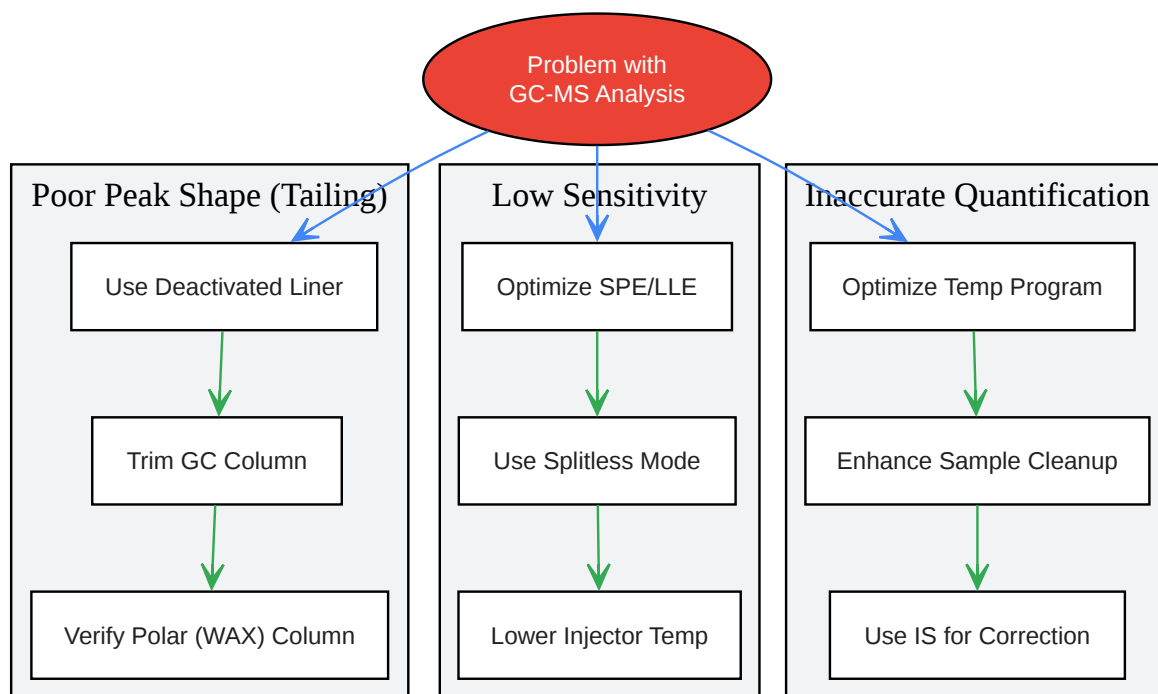 Problem with
GC-MS Analysis
Poor Peak Shape (Tailing)
Use Deactivated Liner
Trim GC Column
Verify Polar (WAX) Column
Low Sensitivity
Optimize SPE/LLE
Use Splitless Mode
Lower Injector Temp
Inaccurate Quantification
Optimize Temp Program
Enhance Sample Cleanup
Use IS for Correction